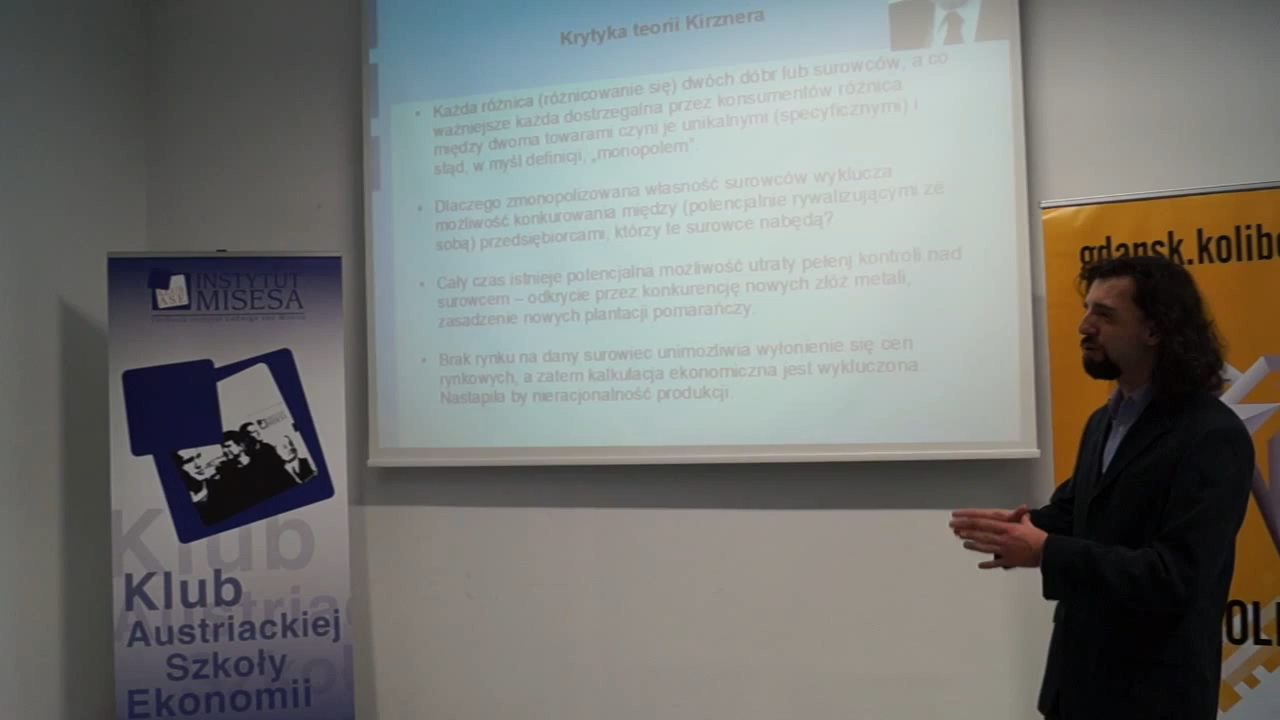 Krytyka teorii Kirznera
• Każda różnica (różnicowanie się) dwóch dóbr lub surowców, a co
ważniejsze każda dostrzegalna przez konsumentów różnica
między dwoma towarami czyni je unikalnymi (specyficznymi) i
stąd, w myśl definicji, „monopolem”.
• Dlaczego zmonopolizowana własność surowców wyklucza
możliwość konkurowania między (potencjalnie rywalizującymi ze
sobą) przedsiębiorcami, którzy te surowce nabędą?
• Cały czas istnieje potencjalna możliwość utraty pełenj kontroli nad
surowcem – odkrycie przez konkurencję nowych złóż metali,
zasadzenie nowych plantacji pomarańczy.
• Brak rynku na dany surowiec unimozliwia wyłonienie się cen
rynkowych, a zatem kalkulacja ekonomiczna jest wykluczona.
Nastąpiła by nieracjonalność produkcji.
INSTYTUT
MISESA
Klub
Klub
Austriackiej
Szkoły
Ekonomii
gdansk.kolibe
OLI